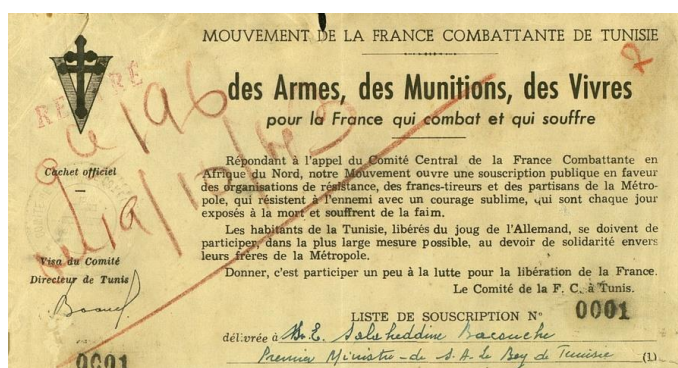 MOUVEMENT DE LA FRANCE COMBATTANTE DE TUNISIE
des Armes, des Munitions, des Vivres
pour la France qui combat et qui souffre
Répondant à l'appel du Comité Central de la France Combattante en
Afrique du Nord, notre Mouvement ouvre une souscription publique en faveur
des organisations de résistance, des francs-tireurs et des partisans de la Métro-
pole, qui résistent à l'ennemi avec un courage sublime, qui sont chaque jour
exposés à la mort et souffrent de la faim.
Les habitants de la Tunisie, libérés du joug de l'Allemand, se doivent de
participer, dans la plus large mesure possible, au devoir de solidarité envers
leurs frères de la Métropole.
Donner, c'est participer un peu à la lutte pour la libération de la France.
Le Comité de la F. C. à Tunis.
LISTE DE SOUSCRIPTION N° 0001
délivrée à Salaheddine Baccouche
Premier Ministre de S. A. le Bey de Tunisie (1)
Cachet officiel
Visa du Comité
Directeur de Tunis
0001